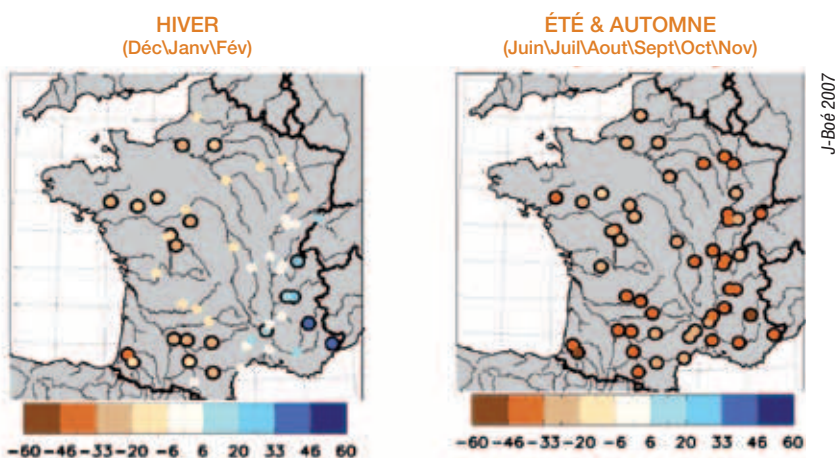 HIVER
(Déc\Janv\Fév)
ÉTÉ & AUTOMNE
(Juin\Juil\Aout\Sept\Oct\Nov)
J-Boé 2007
-60 -46 -33 -20 -6 6 20 33 46 60
-60 -46 -33 -20 -6 6 20 33 46 60